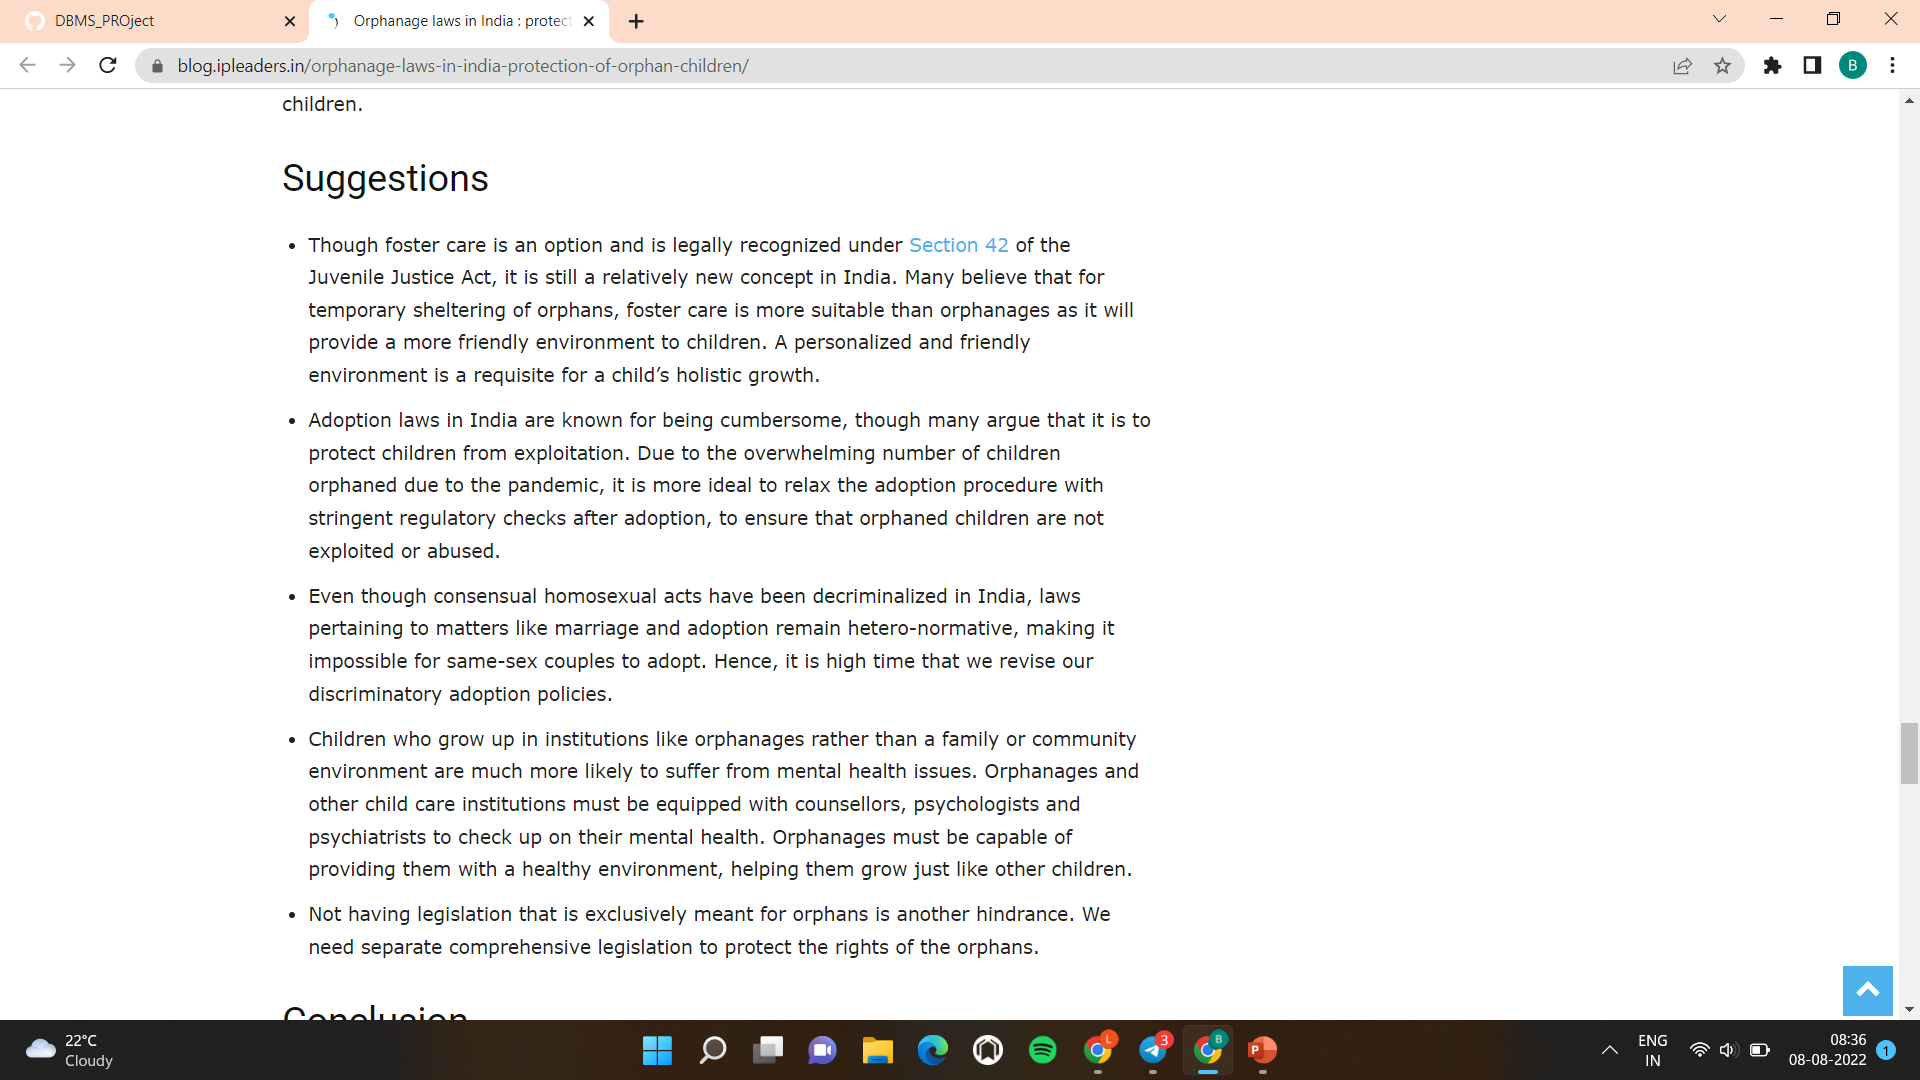 DBMS_PROject
Orphanage laws in India : protect
blog.ipleaders.in/orphanage-laws-in-india-protection-of-orphan-children/
B
children.
Suggestions
Though foster care is an option and is legally recognized under Section 42 of the
Juvenile Justice Act, it is still a relatively new concept in India. Many believe that for
temporary sheltering of orphans, foster care is more suitable than orphanages as it will
provide a more friendly environment to children. A personalized and friendly
environment is a requisite for a child’s holistic growth.
Adoption laws in India are known for being cumbersome, though many argue that it is to
protect children from exploitation. Due to the overwhelming number of children
orphaned due to the pandemic, it is more ideal to relax the adoption procedure with
stringent regulatory checks after adoption, to ensure that orphaned children are not
exploited or abused.
Even though consensual homosexual acts have been decriminalized in India, laws
pertaining to matters like marriage and adoption remain hetero-normative, making it
impossible for same-sex couples to adopt. Hence, it is high time that we revise our
discriminatory adoption policies.
Children who grow up in institutions like orphanages rather than a family or community
environment are much more likely to suffer from mental health issues. Orphanages and
other child care institutions must be equipped with counsellors, psychologists and
psychiatrists to check up on their mental health. Orphanages must be capable of
providing them with a healthy environment, helping them grow just like other children.
Not having legislation that is exclusively meant for orphans is another hindrance. We
need separate comprehensive legislation to protect the rights of the orphans.
Conclusion
22°C
Cloudy
L
3
B
P
ENG
IN
08:36
08-08-2022
1